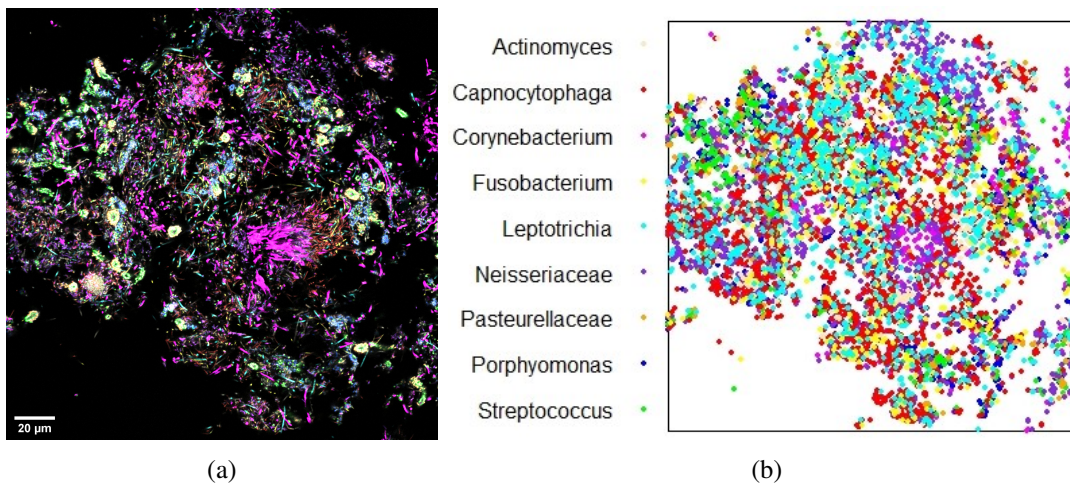 Actinomyces
Capnocytophaga
Corynebacterium
Fusobacterium
Leptotrichia
Neisseriaceae
Pasteurellaceae
Porphyomonas
Streptococcus
20 μm
(a)
(b)